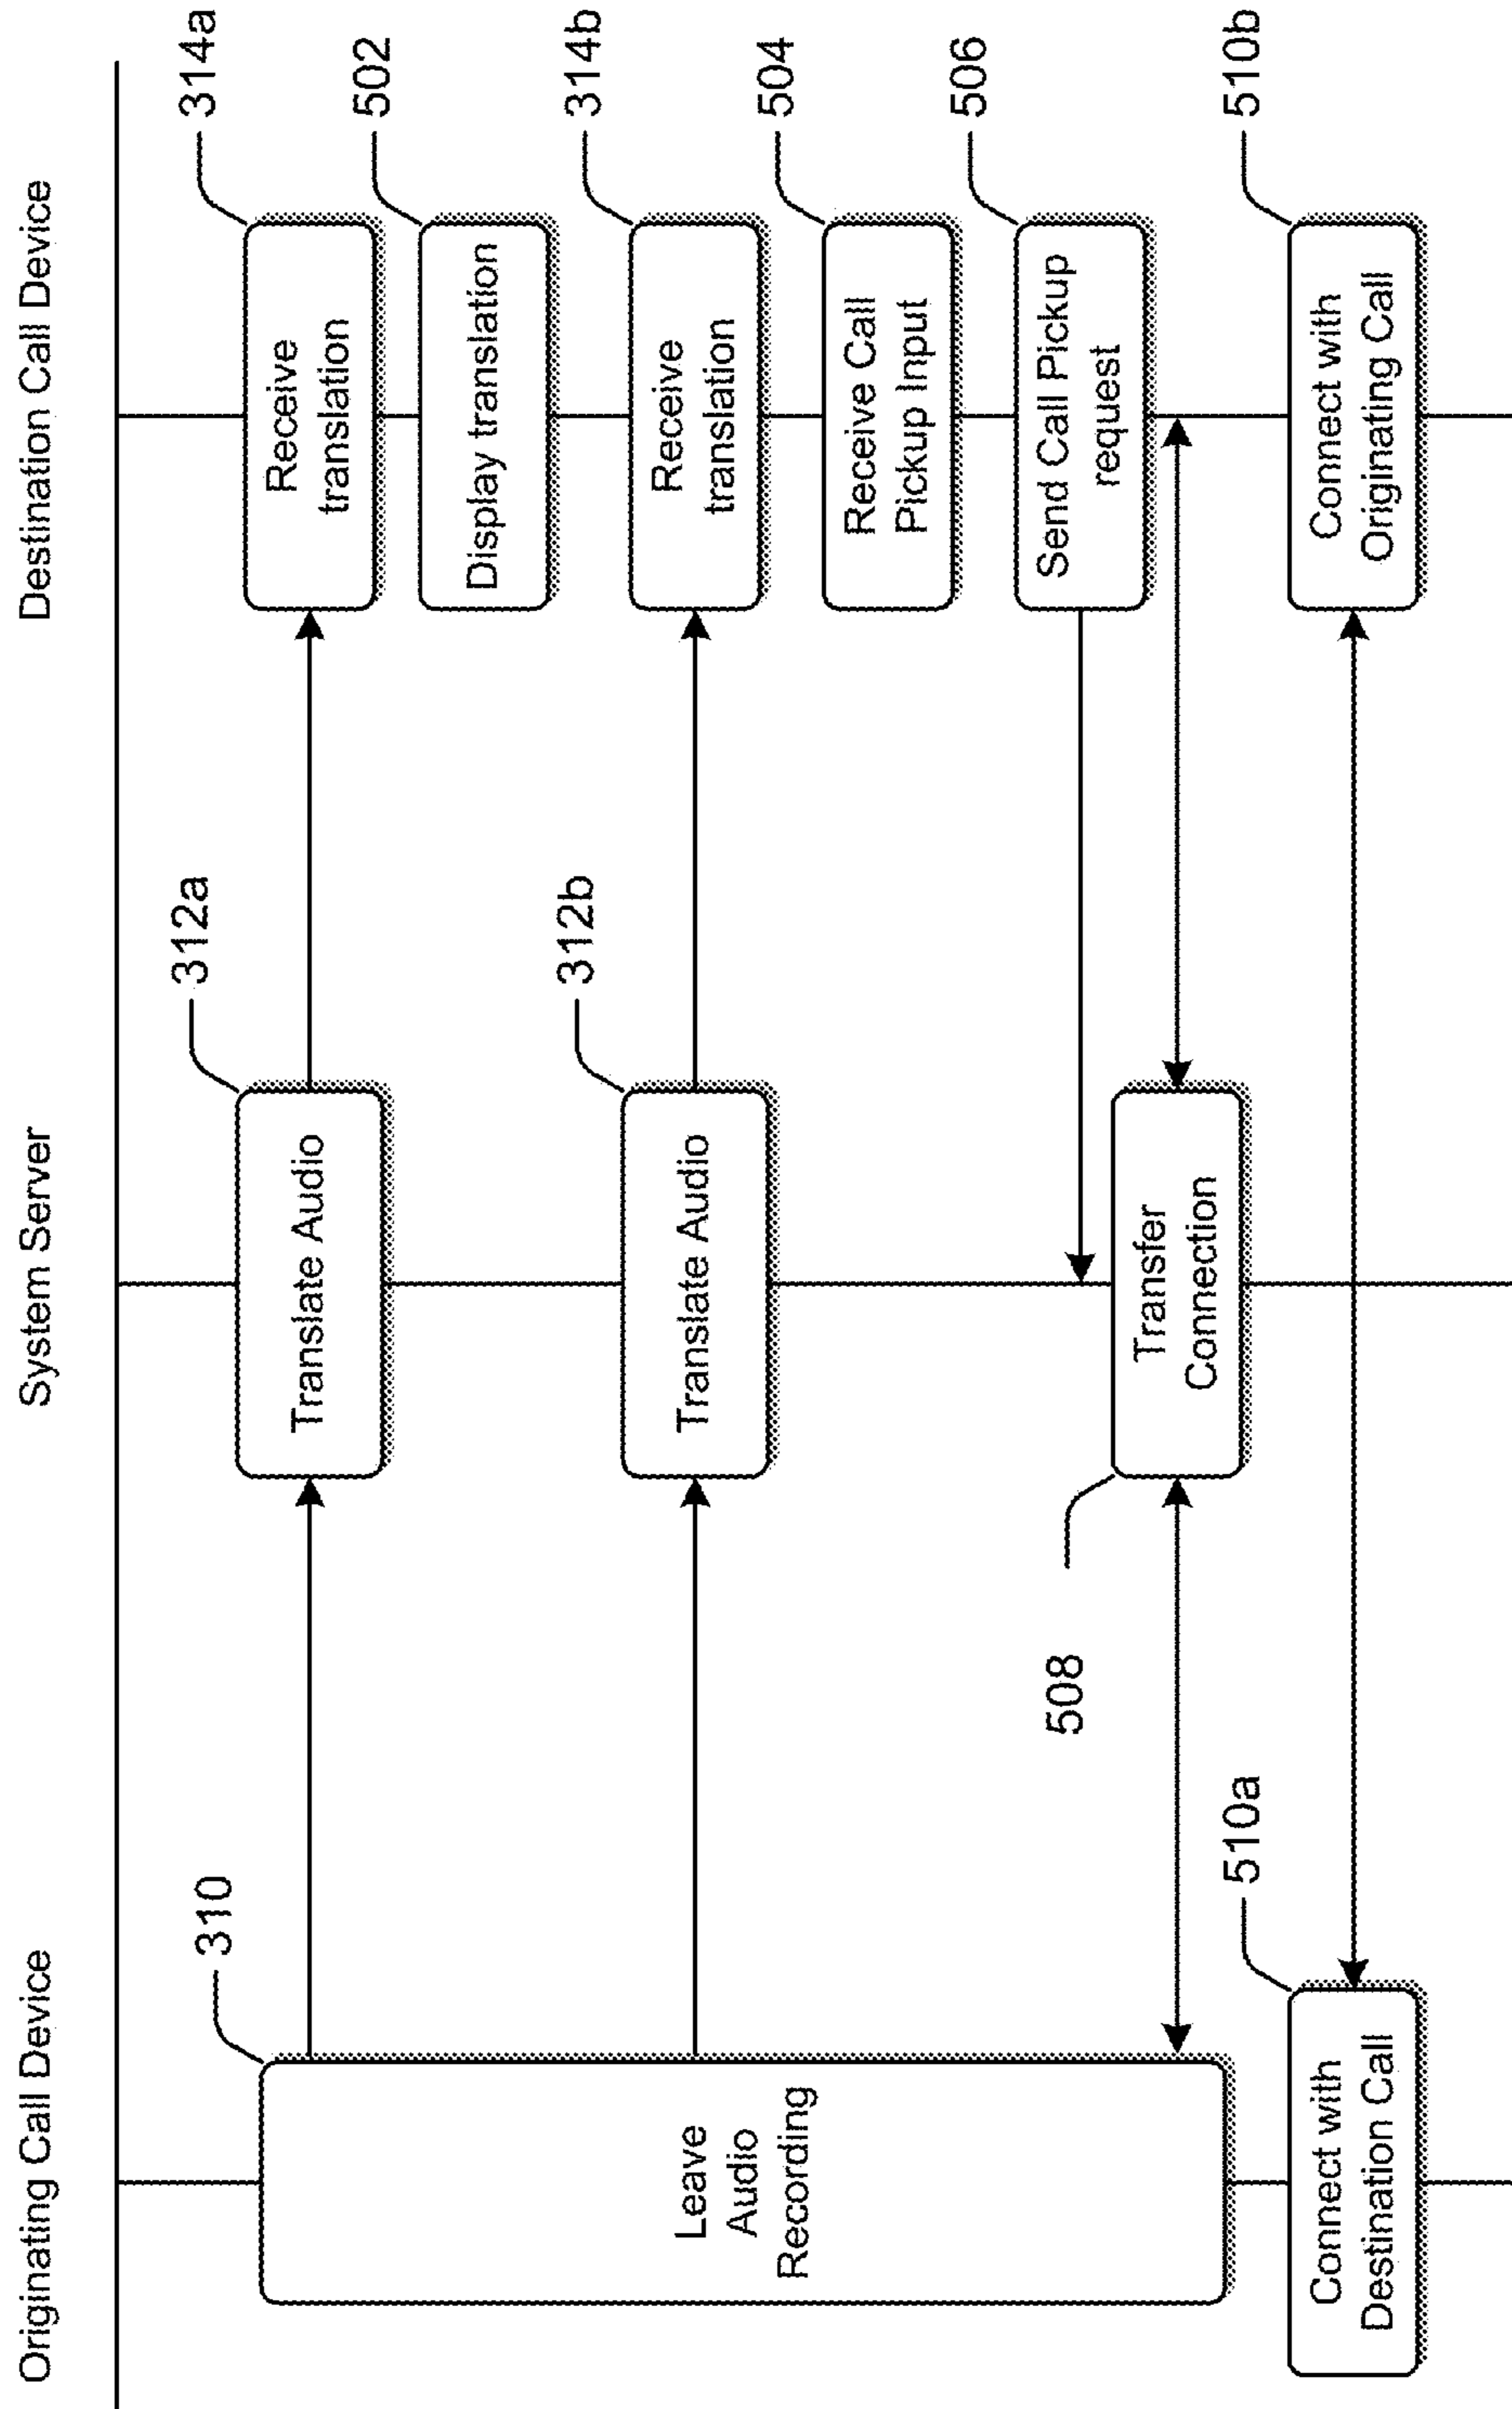 Originating Call Device
System Server
Destination Call Device
310
Leave
Audio
Recording
312a
Translate Audio
314a
Receive
translation
502
Display translation
312b
Translate Audio
314b
Receive
translation
504
Receive Call
Pickup Input
506
Send Call Pickup
request
508
Transfer
Connection
510a
Connect with
Destination Call
510b
Connect with
Originating Call